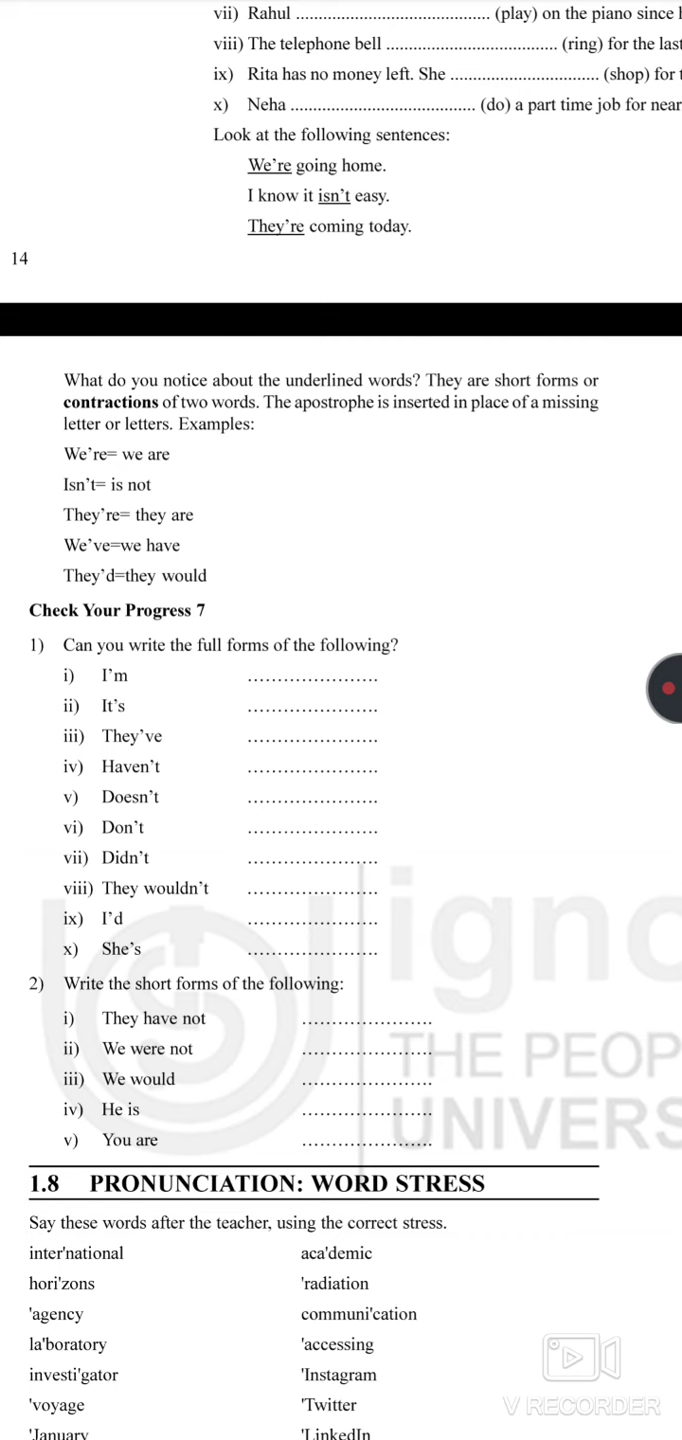 vii) Rahul ........................................... (play) on the piano since
viii) The telephone bell ...................................... (ring) for the last
ix) Rita has no money left. She ................................. (shop) for
x) Neha ......................................... (do) a part time job for near
Look at the following sentences:
We're going home.
I know it isn't easy.
They're coming today.
14
What do you notice about the underlined words? They are short forms or
contractions of two words. The apostrophe is inserted in place of a missing
letter or letters. Examples:
We're= we are
Isn't= is not
They're= they are
We've=we have
They'd=they would
Check Your Progress 7
1) Can you write the full forms of the following?
i) I'm ......................
ii) It's ......................
iii) They've ......................
iv) Haven't ......................
v) Doesn't ......................
vi) Don't ......................
vii) Didn't ......................
viii) They wouldn't ......................
ix) I'd ......................
x) She's ......................
2) Write the short forms of the following:
i) They have not ......................
ii) We were not ......................
iii) We would ......................
iv) He is ......................
v) You are ......................
igno
THE PEOP
UNIVERS
1.8 PRONUNCIATION: WORD STRESS
Say these words after the teacher, using the correct stress.
inter'national aca'demic
hori'zons 'radiation
'agency communi'cation
la'boratory 'accessing
investi'gator 'Instagram
'voyage 'Twitter
'January 'LinkedIn
V RECORDER